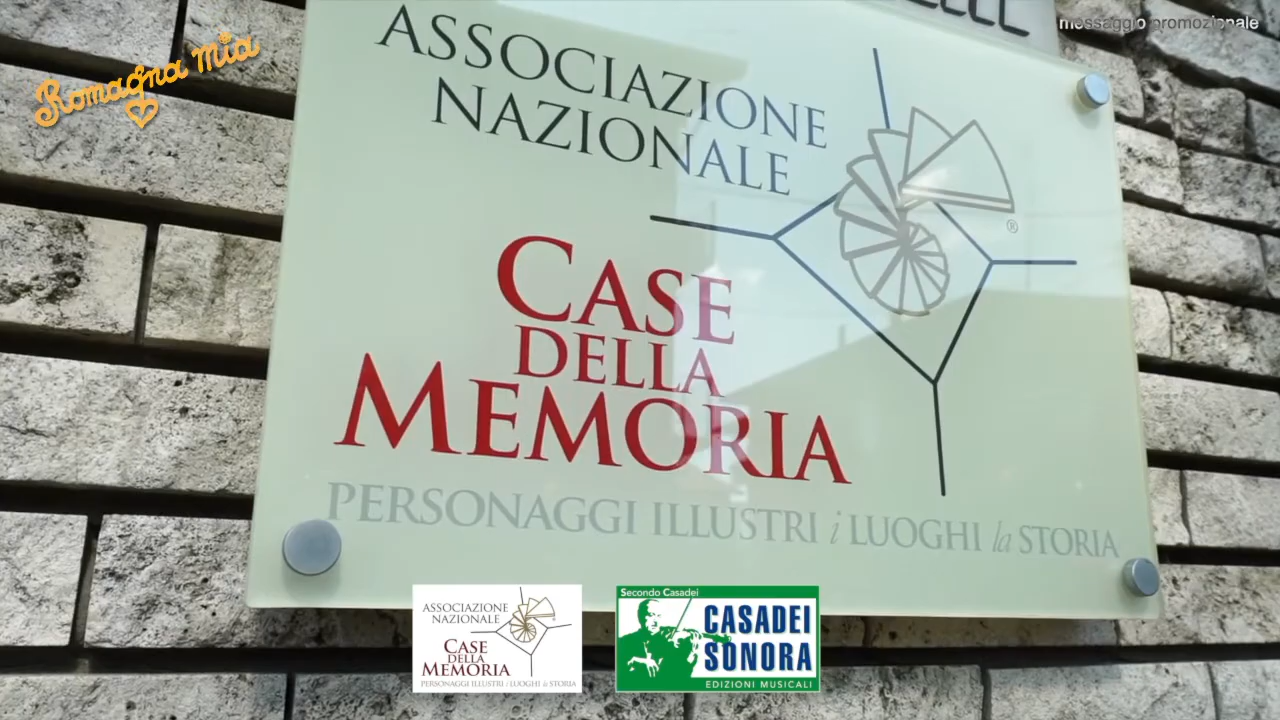 messaggio promozionale
Romagna mia
ASSOCIAZIONE
NAZIONALE
®
CASE
DELLA
MEMORIA
PERSONAGGI ILLUSTRI i LUOGHI la STORIA
ASSOCIAZIONE
NAZIONALE
CASE
DELLA
MEMORIA
PERSONAGGI ILLUSTRI i LUOGHI la STORIA
Secondo Casadei
CASADEI
SONORA
EDIZIONI MUSICALI